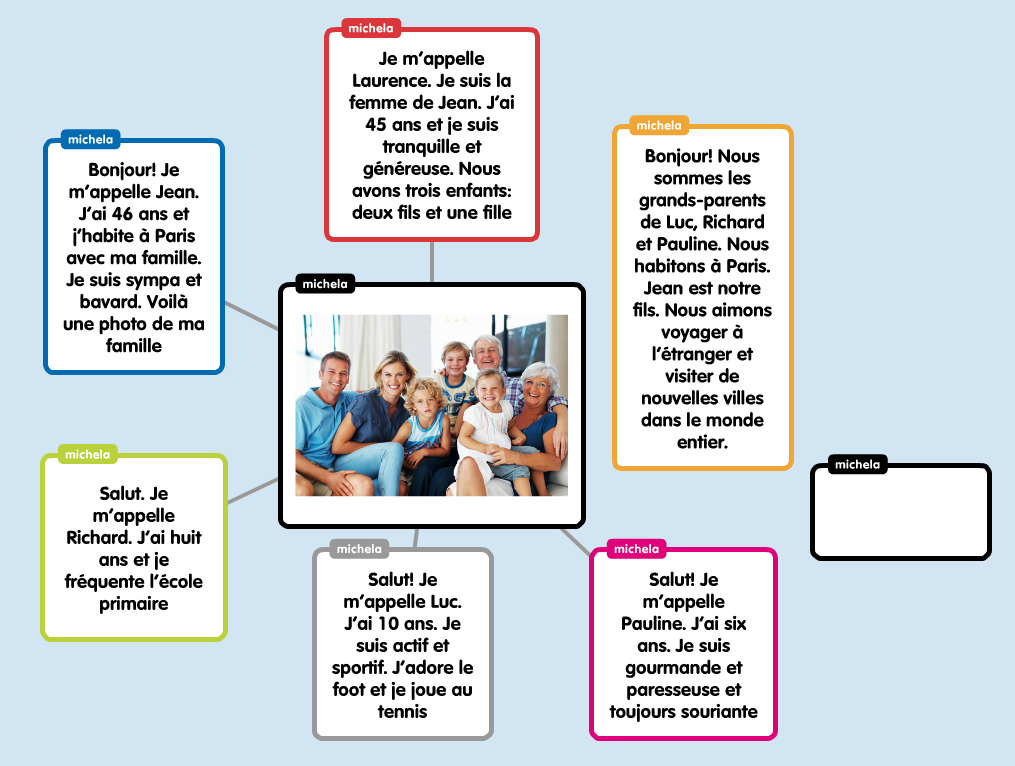 michela
Je m'appelle
Laurence. Je suis la
femme de Jean. J'ai
45 ans et je suis
tranquille et
généreuse. Nous
avons trois enfants:
deux fils et une fille
michela
Bonjour! Je
m'appelle Jean.
J'ai 46 ans et
j'habite à Paris
avec ma famille.
Je suis sympa et
bavard. Voilà
une photo de ma
famille
michela
Bonjour! Nous
sommes les
grands-parents
de Luc, Richard
et Pauline. Nous
habitons à Paris.
Jean est notre
fils. Nous aimons
voyager à
l'étranger et
visiter de
nouvelles villes
dans le monde
entier.
michela
michela
Salut. Je
m'appelle
Richard. J'ai huit
ans et je
fréquente l'école
primaire
michela
Salut! Je
m'appelle Luc.
J'ai 10 ans. Je
suis actif et
sportif. J'adore le
foot et je joue au
tennis
michela
Salut! Je
m'appelle
Pauline. J'ai six
ans. Je suis
gourmande et
paresseuse et
toujours souriante
michela